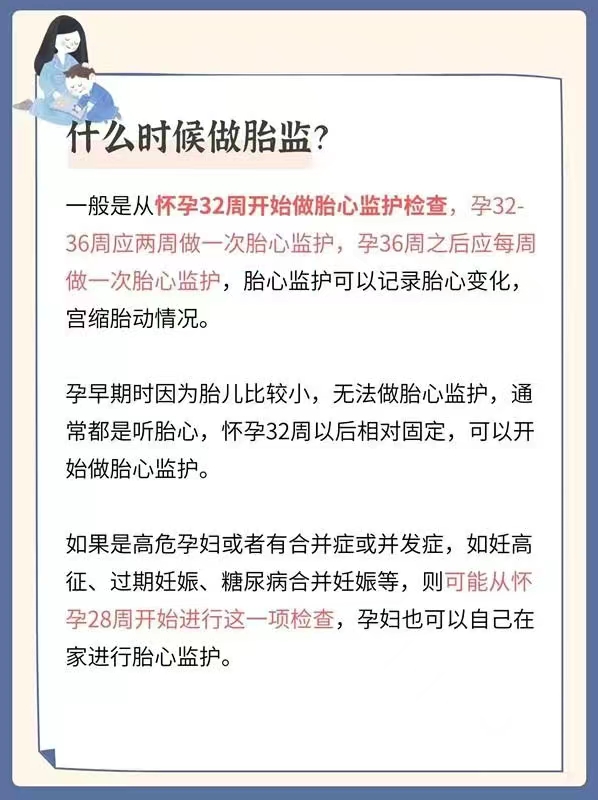 什么时候做胎监?
一般是从怀孕32周开始做胎心监护检查，孕32-
36周应两周做一次胎心监护，孕36周之后应每周
做一次胎心监护，胎心监护可以记录胎心变化，
宫缩胎动情况。
孕早期时因为胎儿比较小，无法做胎心监护，通
常都是听胎心，怀孕32周以后相对固定，可以开
始做胎心监护。
如果是高危孕妇或者有合并症或并发症，如妊高
征、过期妊娠、糖尿病合并妊娠等，则可能从怀
孕28周开始进行这一项检查，孕妇也可以自己在
家进行胎心监护。